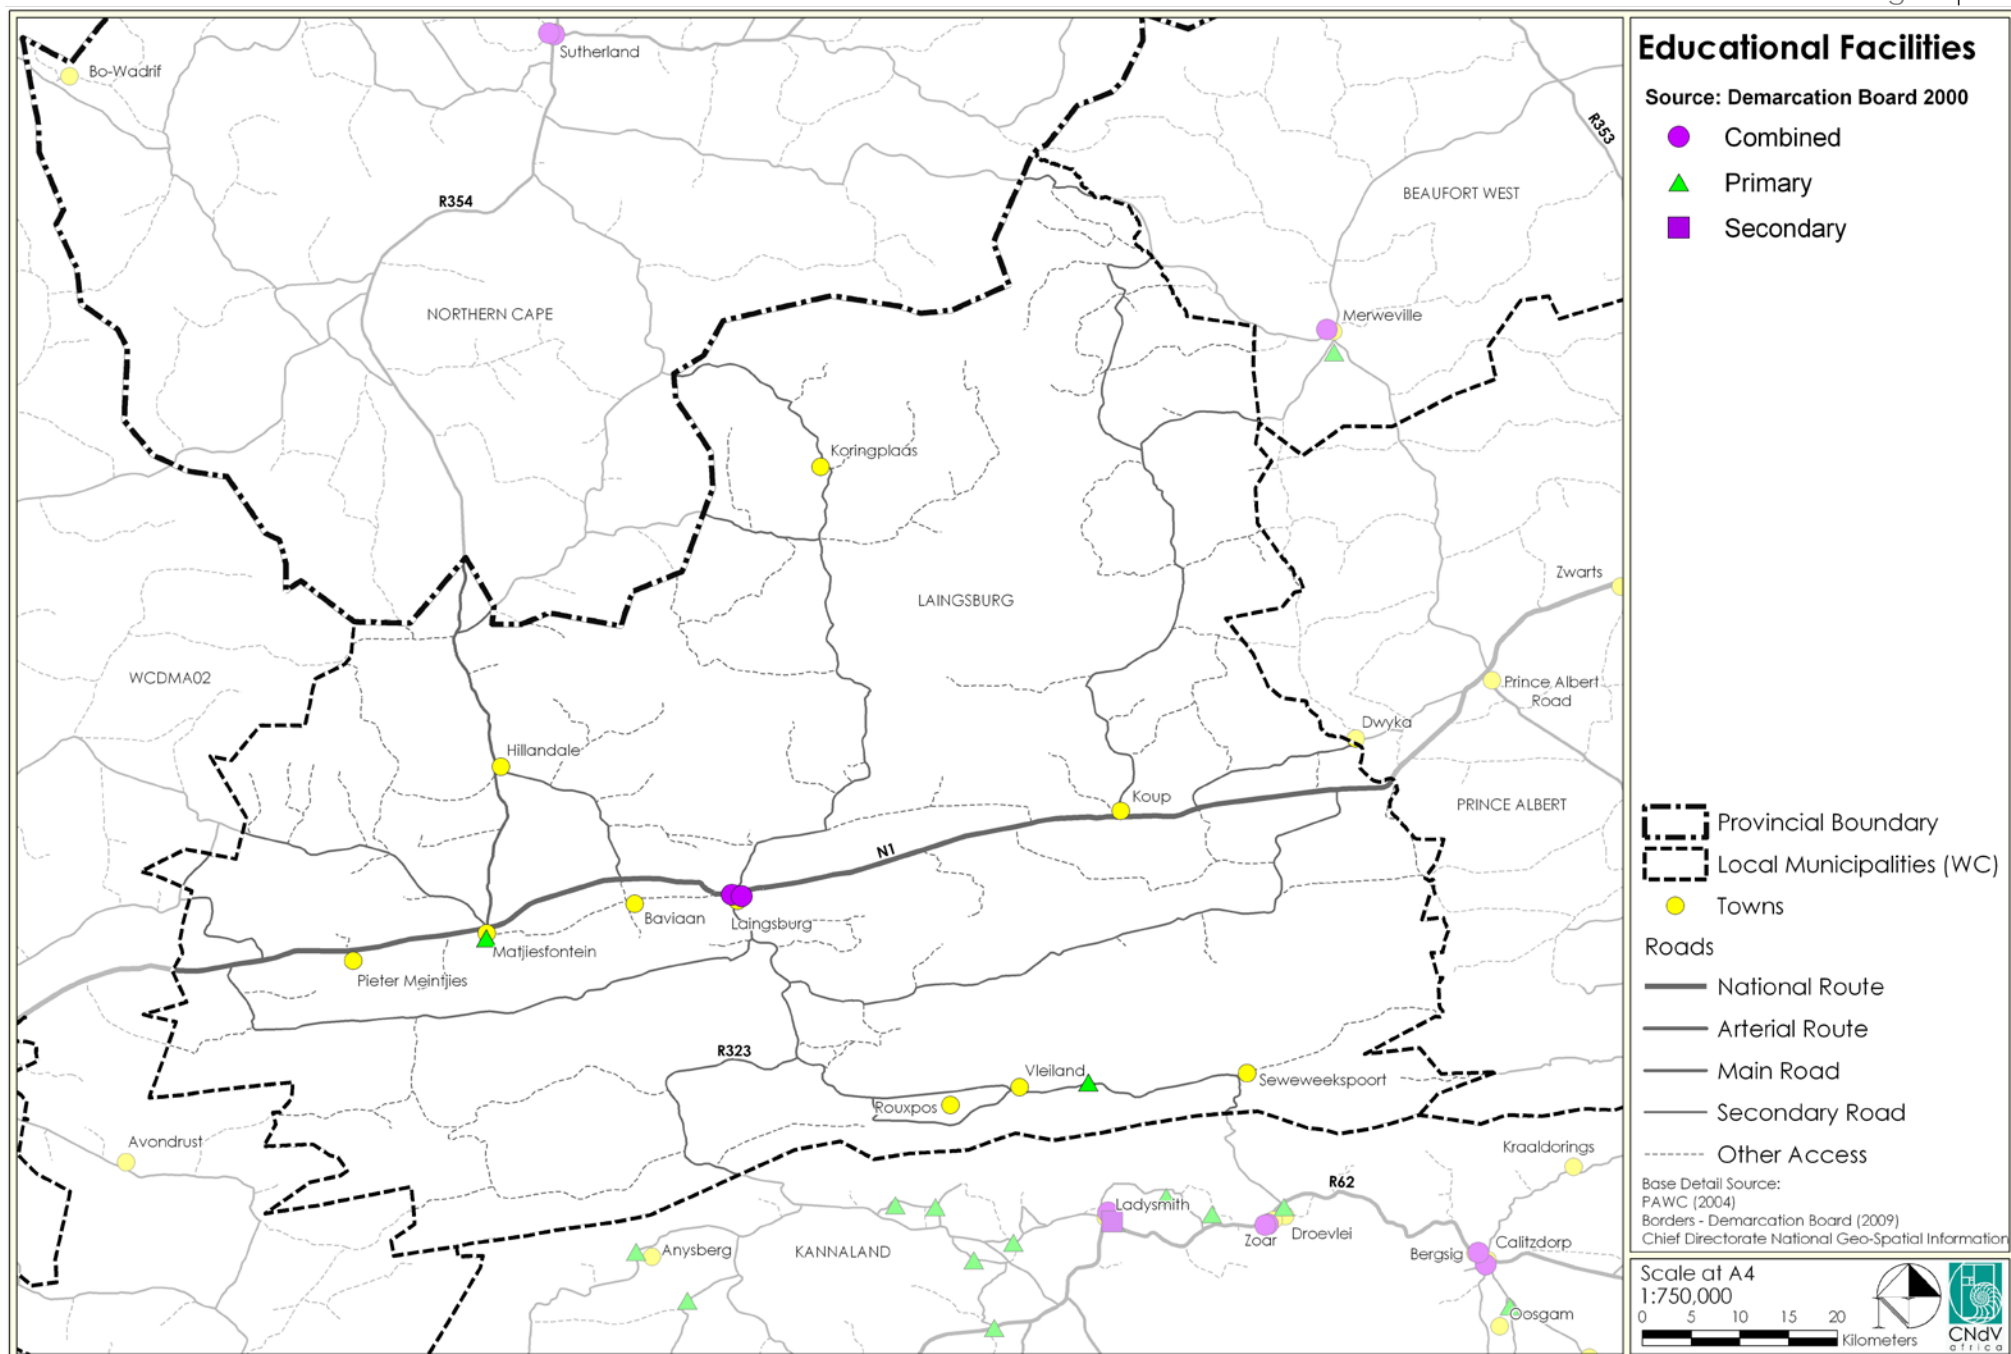 Educational Facilities
Source: Demarcation Board 2000
Combined
Primary
Secondary
Provincial Boundary
Local Municipalities (WC)
Towns
Roads
National Route
Arterial Route
Main Road
Secondary Road
Other Access
Base Detail Source:
PAWC (2004)
Borders - Demarcation Board (2009)
Chief Directorate National Geo-Spatial Information
Scale at A4
1:750,000
0 5 10 15 20
Kilometers
CNdV
africa
Sutherland
Bo-Wadrif
R353
R354
BEAUFORT WEST
NORTHERN CAPE
Merweville
Koringplaas
Zwarts
LAINGSBURG
WCDMA02
Prince Albert
Road
Dwyka
Hillandale
Koup
PRINCE ALBERT
N1
Baviaan
Laingsburg
Matjiesfontein
Pieter Meintjies
R323
Vleiland
Seweweekspoort
Rouxpos
Avondrust
Kraaldorings
R62
Ladysmith
Zoar
Droevlei
Anysberg
KANNALAND
Bergsig
Calitzdorp
Oosgam